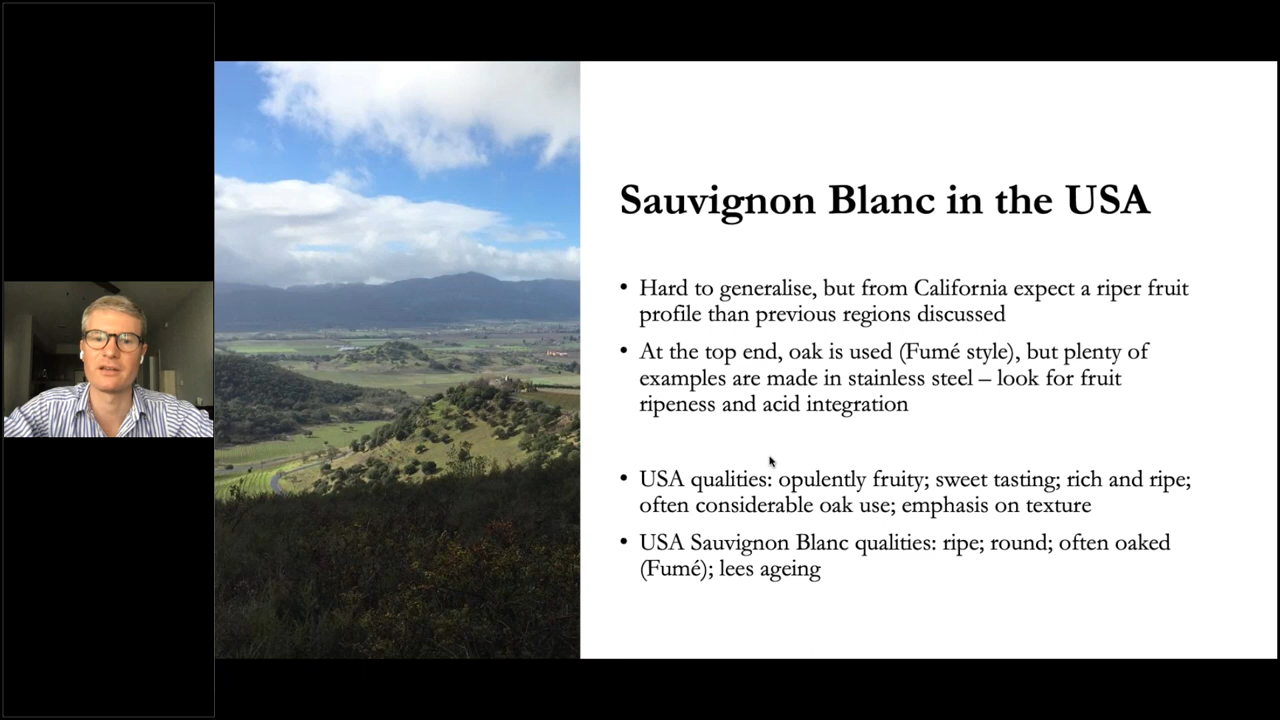 Sauvignon Blanc in the USA
• Hard to generalise, but from California expect a riper fruit
profile than previous regions discussed
• At the top end, oak is used (Fumé style), but plenty of
examples are made in stainless steel – look for fruit
ripeness and acid integration
• USA qualities: opulently fruity; sweet tasting; rich and ripe;
often considerable oak use; emphasis on texture
• USA Sauvignon Blanc qualities: ripe; round; often oaked
(Fumé); lees ageing